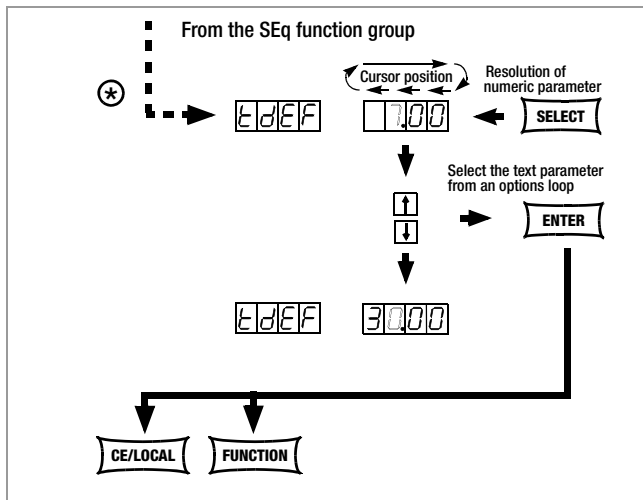 From the SEq function group
Cursor position
Resolution of
numeric parameter
tdEF
7.00
SELECT
Select the text parameter
from an options loop
ENTER
tdEF
30.00
CE/LOCAL
FUNCTION